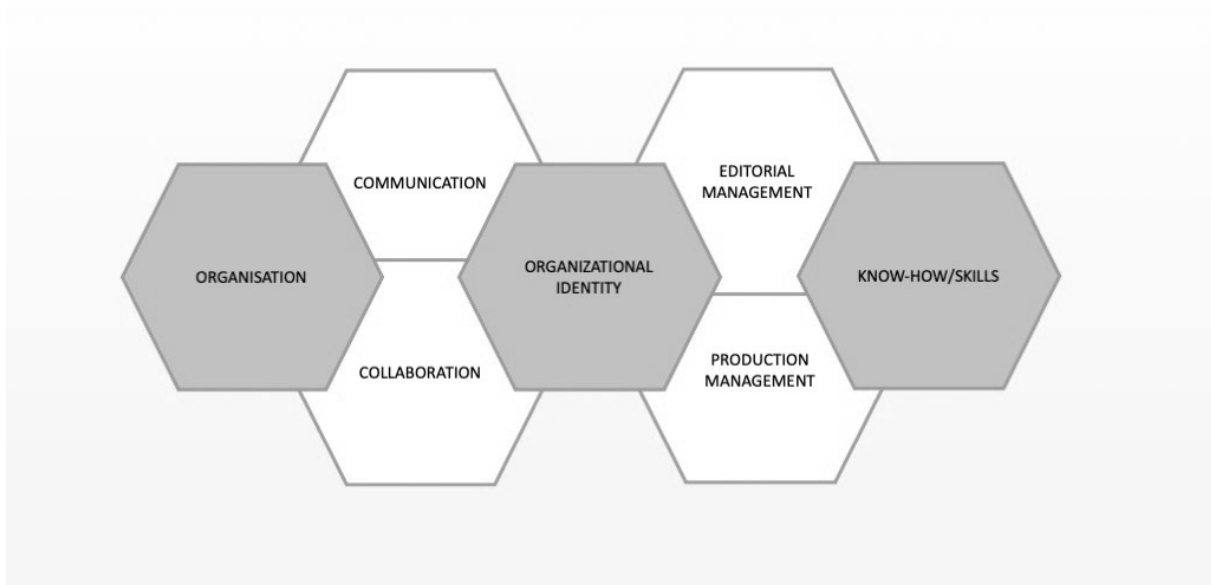 COMMUNICATION
EDITORIAL
MANAGEMENT
ORGANISATION
ORGANIZATIONAL
IDENTITY
KNOW-HOW/SKILLS
COLLABORATION
PRODUCTION
MANAGEMENT